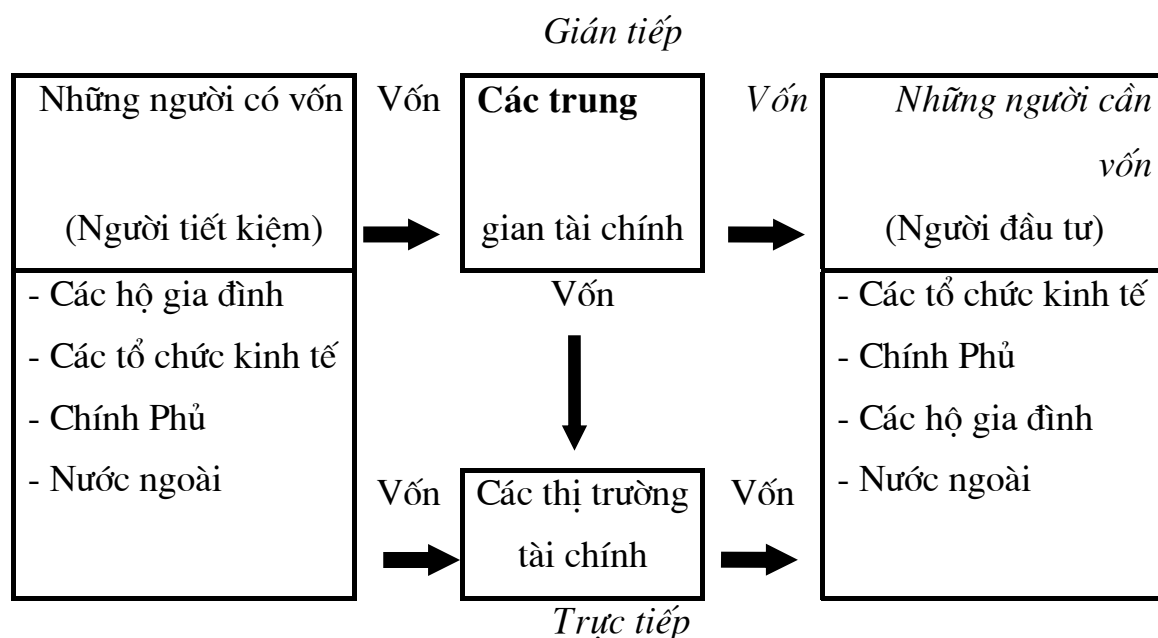 Gián tiếp
Những người có vốn
(Người tiết kiệm)
- Các hộ gia đình
- Các tổ chức kinh tế
- Chính Phủ
- Nước ngoài
Vốn
Các trung
gian tài chính
Vốn
Vốn
Những người cần
vốn
(Người đầu tư)
- Các tổ chức kinh tế
- Chính Phủ
- Các hộ gia đình
- Nước ngoài
Vốn
Các thị trường
tài chính
Vốn
Trực tiếp